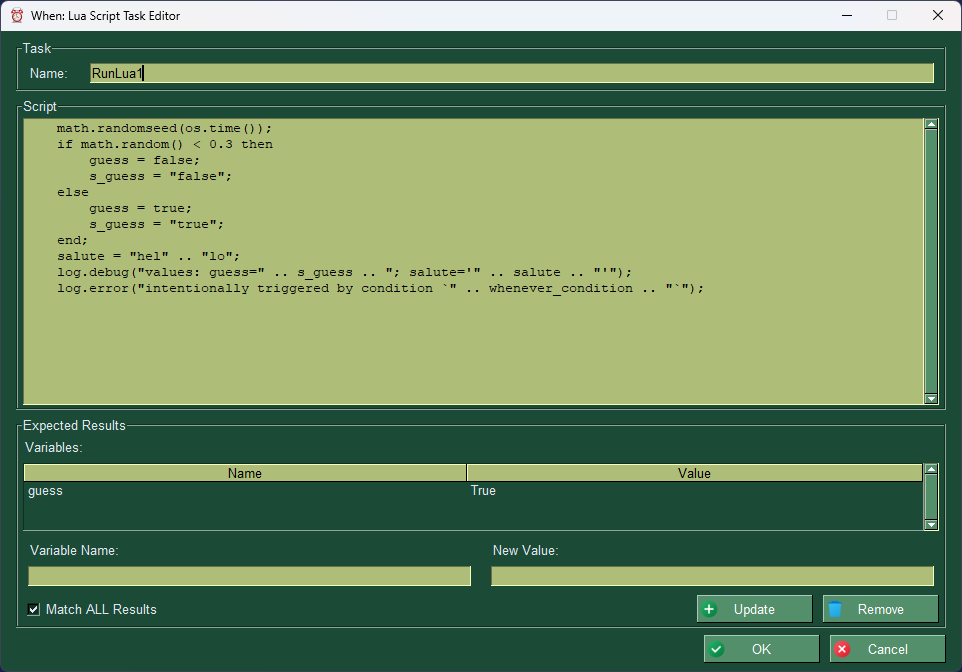 When: Lua Script Task Editor
Task
Name: RunLua1
Script
math.randomseed(os.time());
if math.random() < 0.3 then
guess = false;
s_guess = "false";
else
guess = true;
s_guess = "true";
end;
salute = "hel" .. "lo";
log.debug("values: guess=" .. s_guess .. "; salute='" .. salute .. "'");
log.error("intentionally triggered by condition `" .. whenever_condition .. "`");
Expected Results
Variables:
Name Value
guess True
Variable Name: New Value:
Match ALL Results Update Remove
OK Cancel